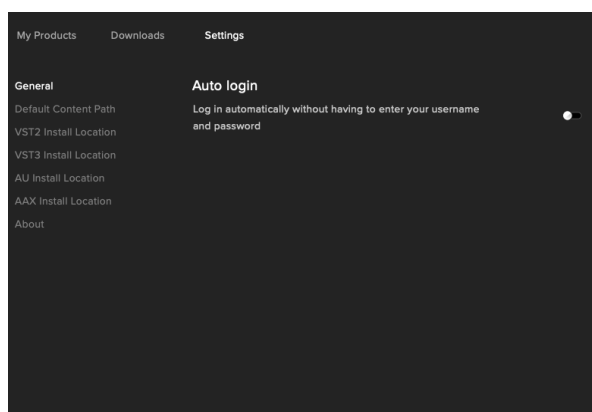 My Products
Downloads
Settings
General
Default Content Path
VST2 Install Location
VST3 Install Location
AU Install Location
AAX Install Location
About
Auto login
Log in automatically without having to enter your username
and password